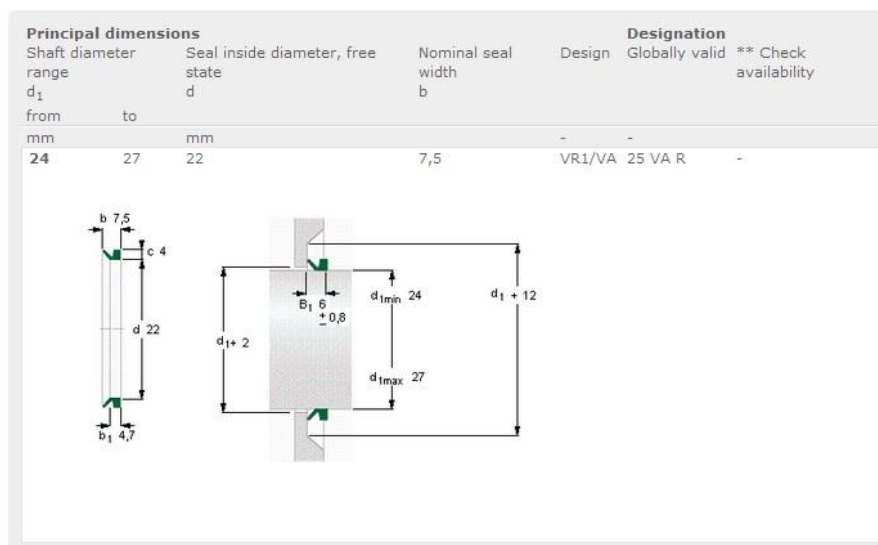 Principal dimensions Designation
Shaft diameter Seal inside diameter, free Nominal seal Design Globally valid ** Check
range state width availability
d1 d b
from to
mm mm - -
24 27 22 7,5 VR1/VA 25 VA R -
b 7,5
c 4
B1 6 d1min 24 d1 + 12
± 0,8
d 22
d1+ 2
d1max 27
b1 4,7